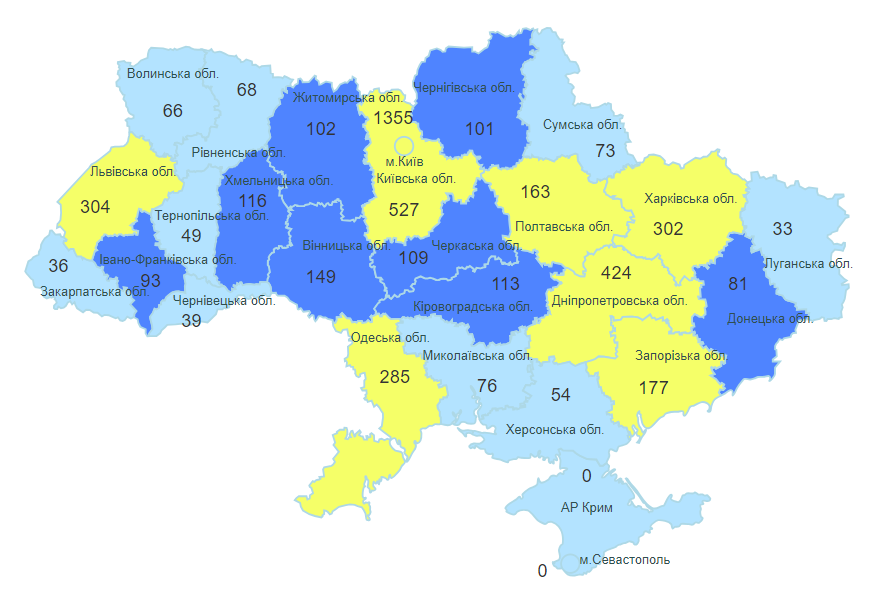 Волинська обл.
66
68
Рівненська обл.
Житомирська обл.
102
1355
м.Київ
Київська обл.
527
Чернігівська обл.
101
Сумська обл.
73
Львівська обл.
304
Хмельницька обл.
116
Тернопільська обл.
49
Івано-Франківська обл.
93
36
Закарпатська обл.
Чернівецька обл.
39
Вінницька обл.
149
Черкаська обл.
109
113
Кіровоградська обл.
163
Полтавська обл.
Харківська обл.
302
33
Луганська обл.
81
Донецька обл.
424
Дніпропетровська обл.
Запорізька обл.
177
Одеська обл.
285
Миколаївська обл.
76
54
Херсонська обл.
0
АР Крим
м.Севастополь
0